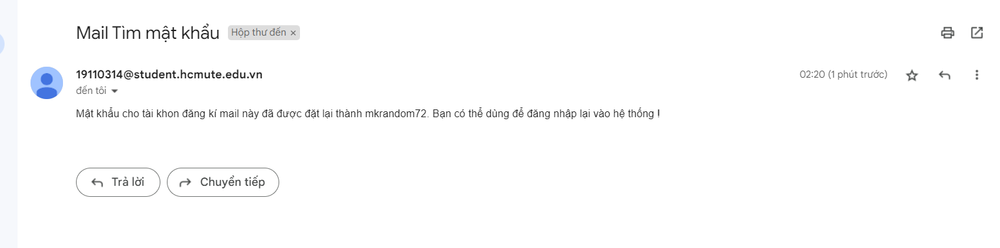 Mail Tìm mật khẩu Hộp thư đến ×
19110314@student.hcmute.edu.vn 02:20 (1 phút trước)
đến tôi
Mật khẩu cho tài khon đăng kí mail này đã được đặt lại thành mkrandom72. Bạn có thể dùng để đăng nhập lại vào hệ thống !
Trả lời Chuyển tiếp